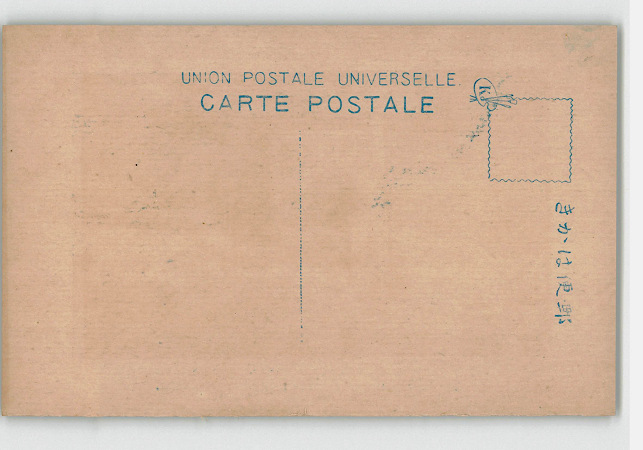 UNION POSTALE UNIVERSELLE.
CARTE POSTALE
K
きかは便郵